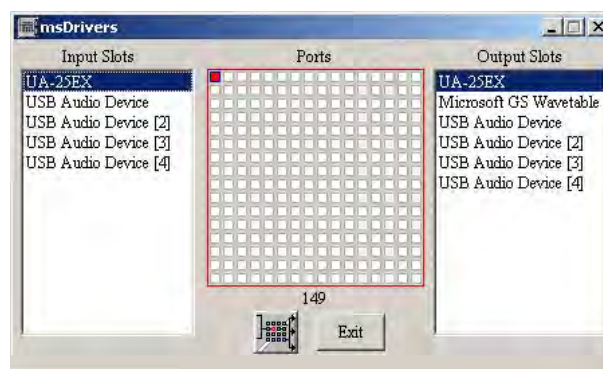 msDrivers
Input Slots
UA-25EX
USB Audio Device
USB Audio Device [2]
USB Audio Device [3]
USB Audio Device [4]
Ports
149
Exit
Output Slots
UA-25EX
Microsoft GS Wavetable
USB Audio Device
USB Audio Device [2]
USB Audio Device [3]
USB Audio Device [4]